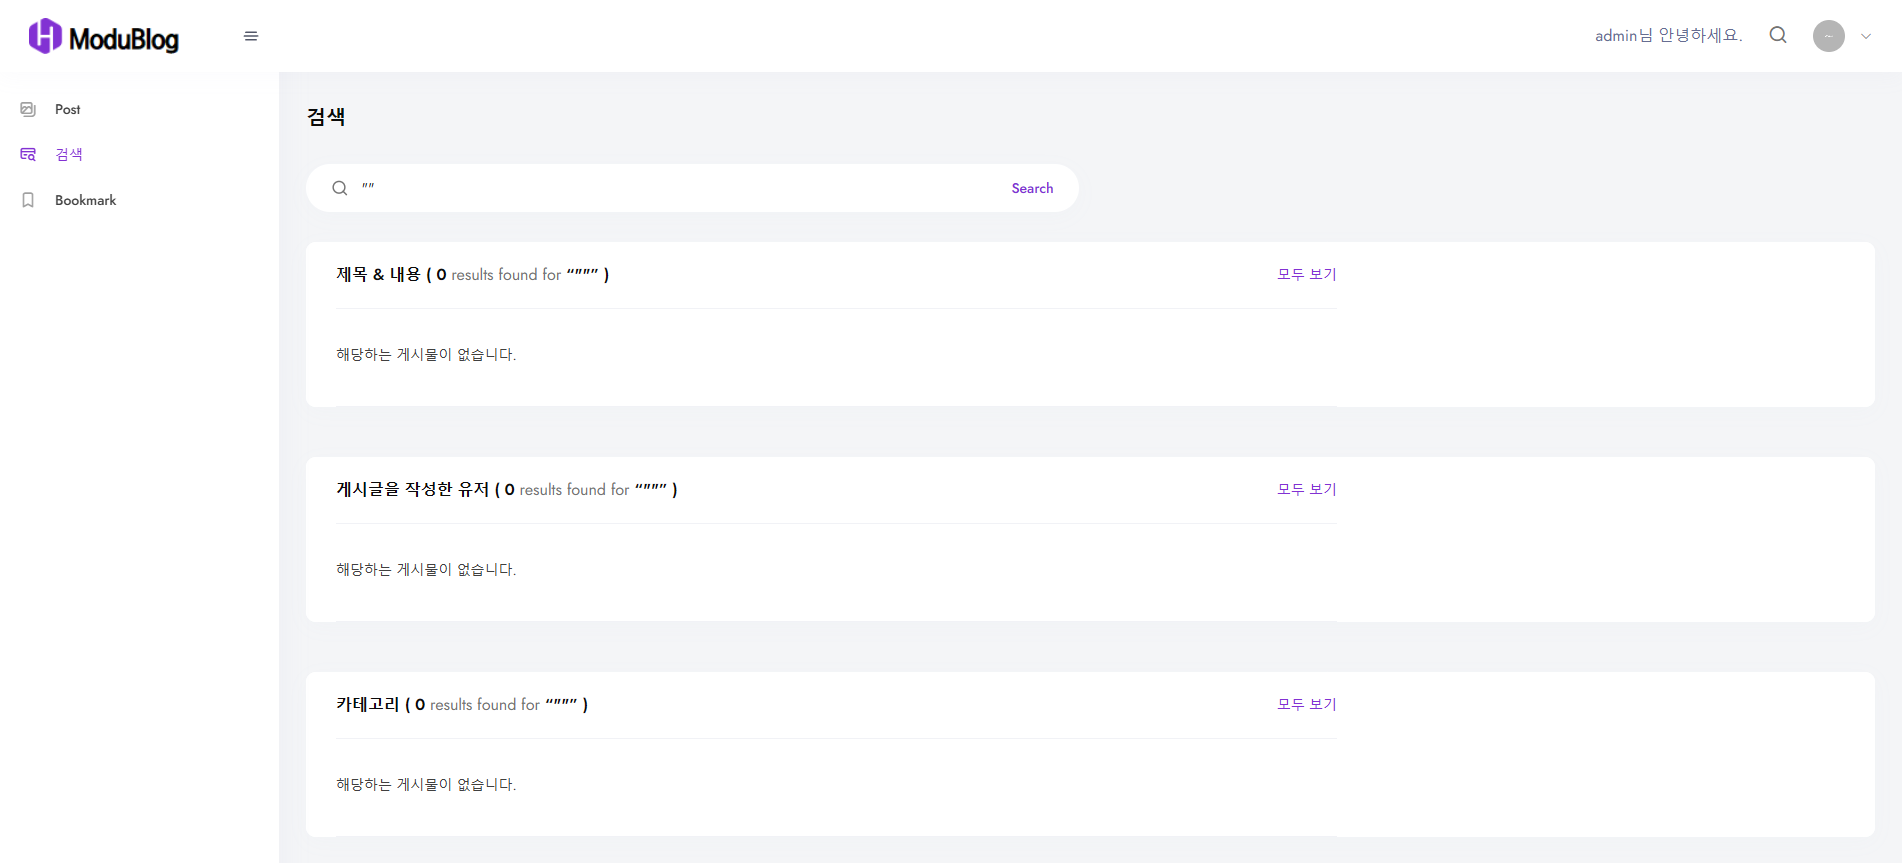 ModuBlog
admin님 안녕하세요.
Post
검색
Bookmark
검색
"" Search
제목 & 내용 ( 0 results found for “””” )
모두 보기
해당하는 게시물이 없습니다.
게시글을 작성한 유저 ( 0 results found for “””” )
모두 보기
해당하는 게시물이 없습니다.
카테고리 ( 0 results found for “””” )
모두 보기
해당하는 게시물이 없습니다.